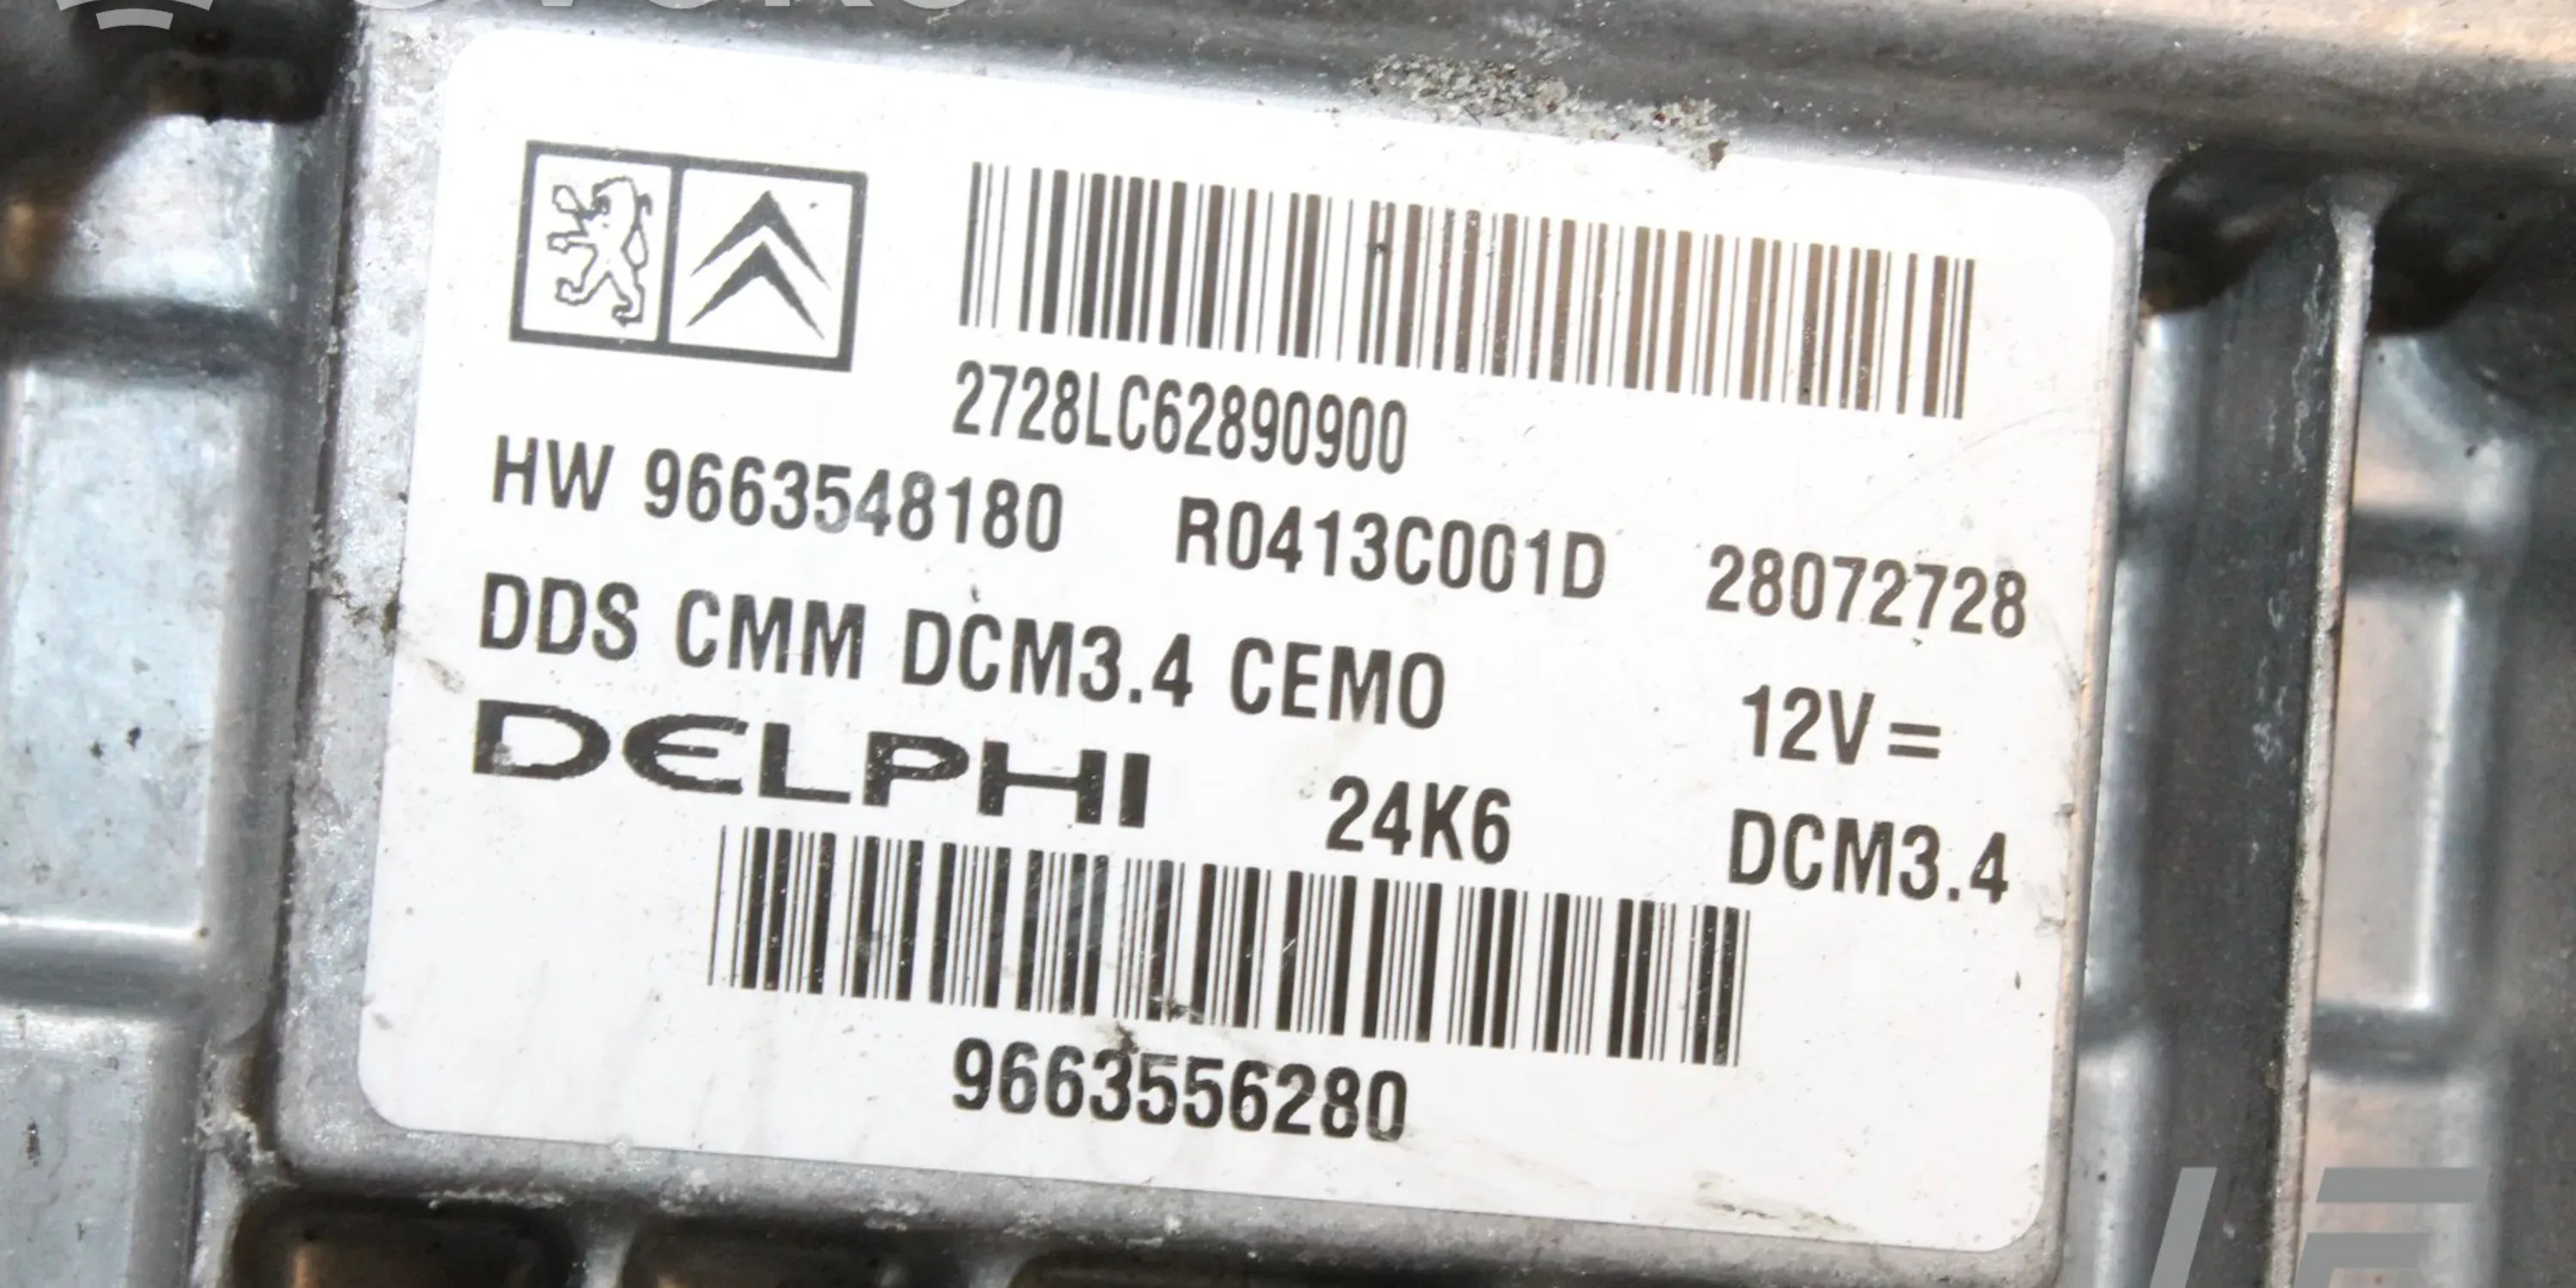 2728LC62890900
HW 9663548180 R0413C001D 28072728
DDS CMM DCM3.4 CEMO 12V=
DELPHI 24K6 DCM3.4
9663556280